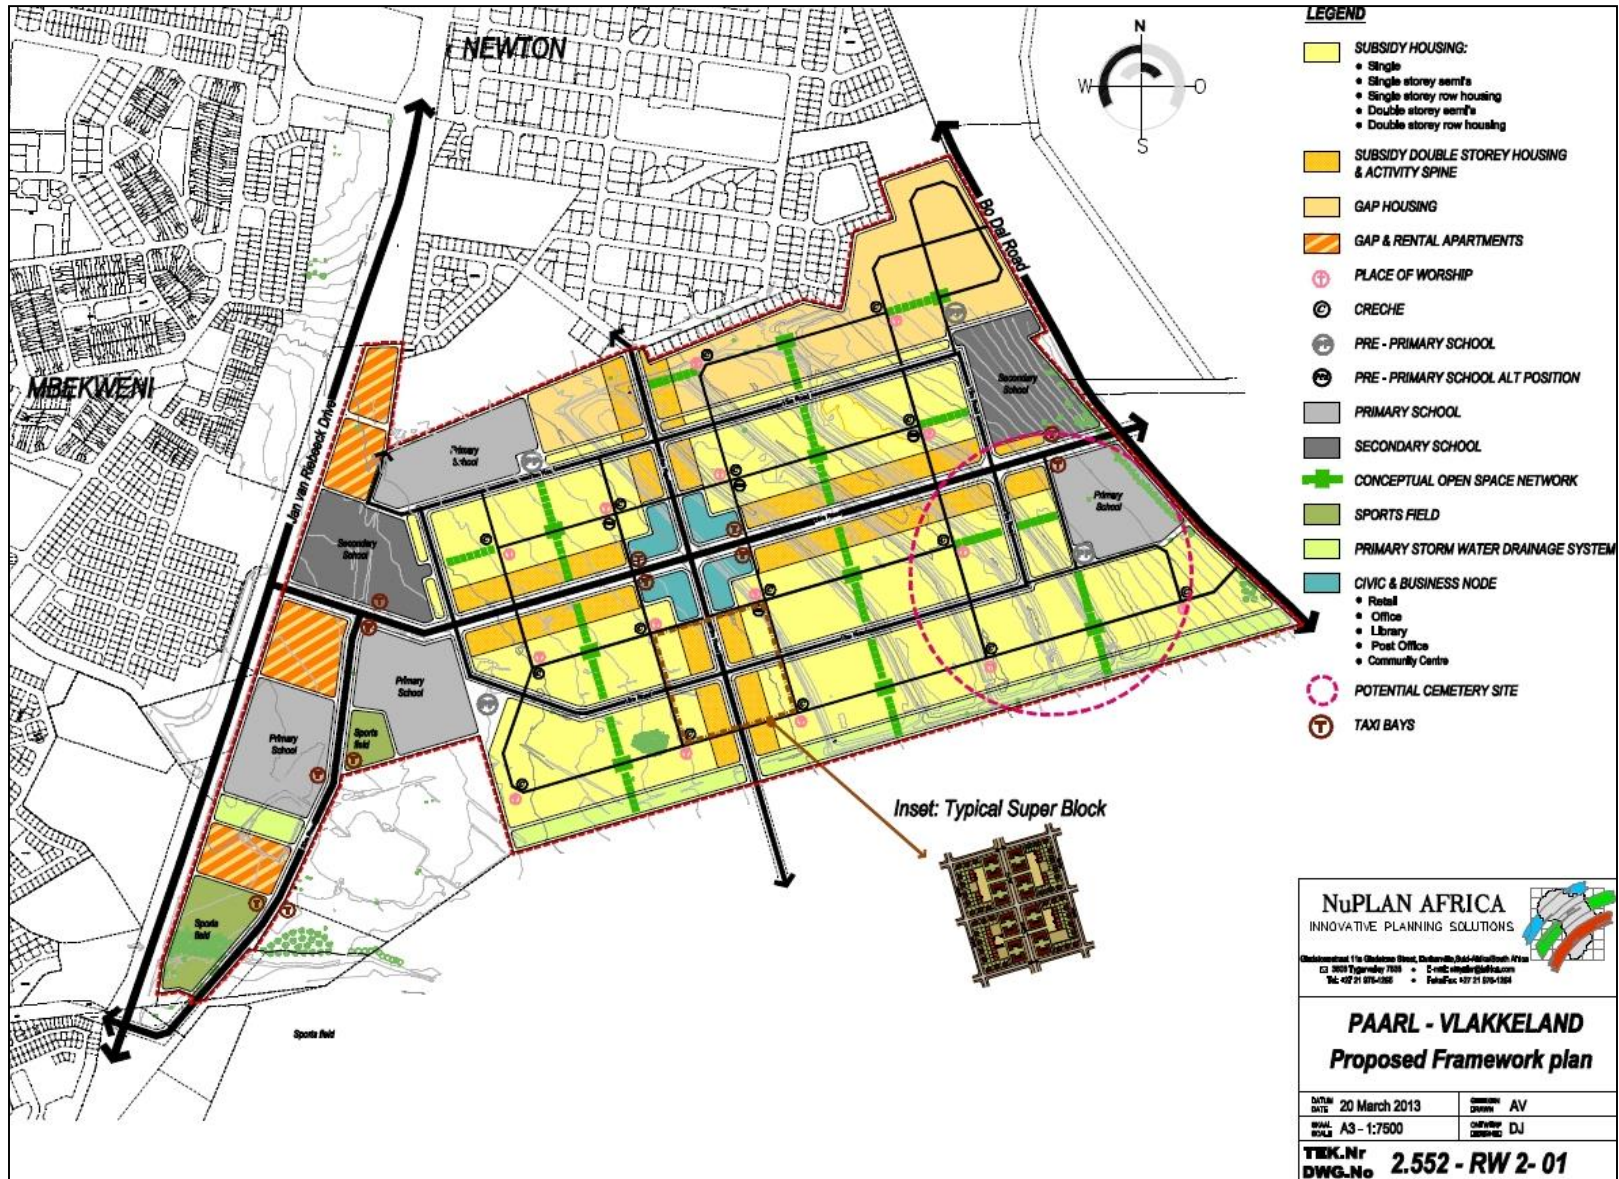 NEWTON
MBEKWENI
Jan van Riebeeck Drive
Bo Dal Road
N
W
O
S
Secondary School
Primary School
Primary School
Secondary School
Primary School
Primary School
Sports field
Sports field
Sports field
Inset: Typical Super Block
LEGEND
SUBSIDY HOUSING:
• Single
• Single storey semi's
• Single storey row housing
• Double storey semi's
• Double storey row housing
SUBSIDY DOUBLE STOREY HOUSING
& ACTIVITY SPINE
GAP HOUSING
GAP & RENTAL APARTMENTS
PLACE OF WORSHIP
CRECHE
PRE - PRIMARY SCHOOL
PRE - PRIMARY SCHOOL ALT POSITION
PRIMARY SCHOOL
SECONDARY SCHOOL
CONCEPTUAL OPEN SPACE NETWORK
SPORTS FIELD
PRIMARY STORM WATER DRAINAGE SYSTEM
CIVIC & BUSINESS NODE
• Retail
• Office
• Library
• Post Office
• Community Centre
POTENTIAL CEMETERY SITE
TAXI BAYS
NuPLAN AFRICA
INNOVATIVE PLANNING SOLUTIONS
PAARL - VLAKKELAND
Proposed Framework plan
DATUM DATE 20 March 2013
DRAWN AV
SKAAL SCALE A3 - 1:7500
DESIGNED DJ
TEK.Nr
DWG.No 2.552 - RW 2- 01